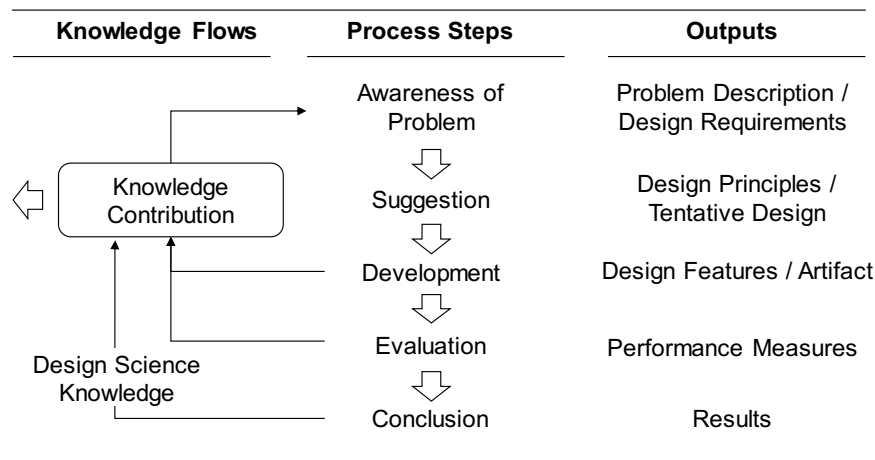 Knowledge Flows
Process Steps
Outputs
Awareness of
Problem
Problem Description /
Design Requirements
Knowledge
Contribution
Suggestion
Design Principles /
Tentative Design
Development
Design Features / Artifact
Evaluation
Performance Measures
Design Science
Knowledge
Conclusion
Results